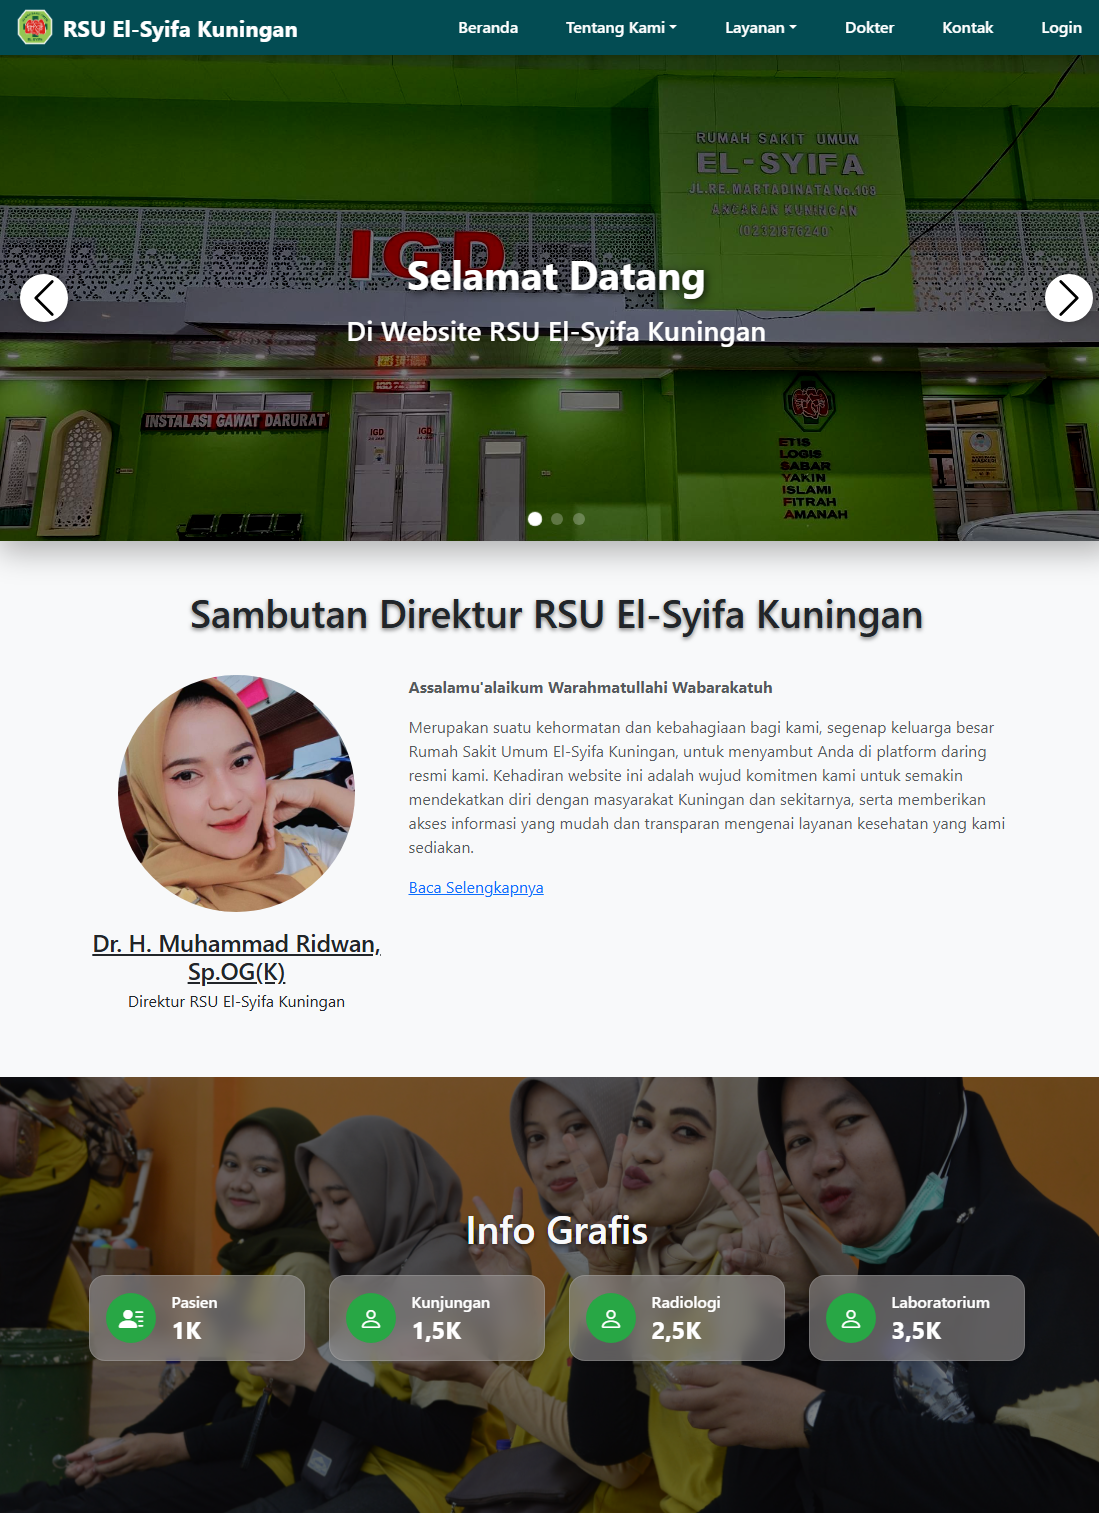 RSU El-Syifa Kuningan
Beranda
Tentang Kami
Layanan
Dokter
Kontak
Login
RUMAH SAKIT UMUM
EL-SYIFA
JL.RE.MARTADINATA No.108
ANCARAN KUNINGAN
(0232)876240
IGD
Selamat Datang
Di Website RSU El-Syifa Kuningan
INSTALASI GAWAT DARURAT
IGD
IGD
ETIS
LOGIS
SABAR
YAKIN
ISLAMI
FITRAH
AMANAH
Sambutan Direktur RSU El-Syifa Kuningan
Assalamu'alaikum Warahmatullahi Wabarakatuh
Merupakan suatu kehormatan dan kebahagiaan bagi kami, segenap keluarga besar
Rumah Sakit Umum El-Syifa Kuningan, untuk menyambut Anda di platform daring
resmi kami. Kehadiran website ini adalah wujud komitmen kami untuk semakin
mendekatkan diri dengan masyarakat Kuningan dan sekitarnya, serta memberikan
akses informasi yang mudah dan transparan mengenai layanan kesehatan yang kami
sediakan.
Baca Selengkapnya
Dr. H. Muhammad Ridwan,
Sp.OG(K)
Direktur RSU El-Syifa Kuningan
Info Grafis
Pasien
1K
Kunjungan
1,5K
Radiologi
2,5K
Laboratorium
3,5K